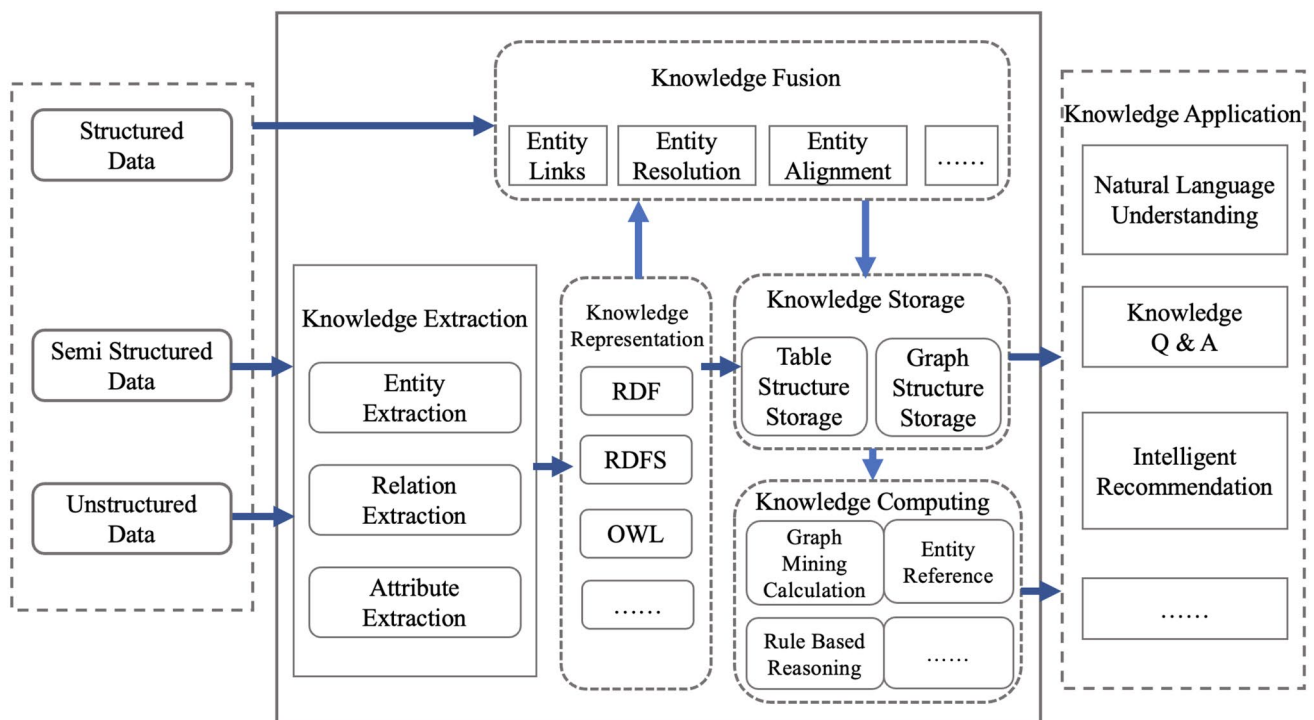 Structured
Data
Semi Structured
Data
Unstructured
Data
Knowledge Fusion
Entity
Links
Entity
Resolution
Entity
Alignment
......
Knowledge Extraction
Entity
Extraction
Relation
Extraction
Attribute
Extraction
Knowledge
Representation
RDF
RDFS
OWL
......
Knowledge Storage
Table
Structure
Storage
Graph
Structure
Storage
Knowledge Computing
Graph
Mining
Calculation
Entity
Reference
Rule Based
Reasoning
......
Knowledge Application
Natural Language
Understanding
Knowledge
Q & A
Intelligent
Recommendation
......